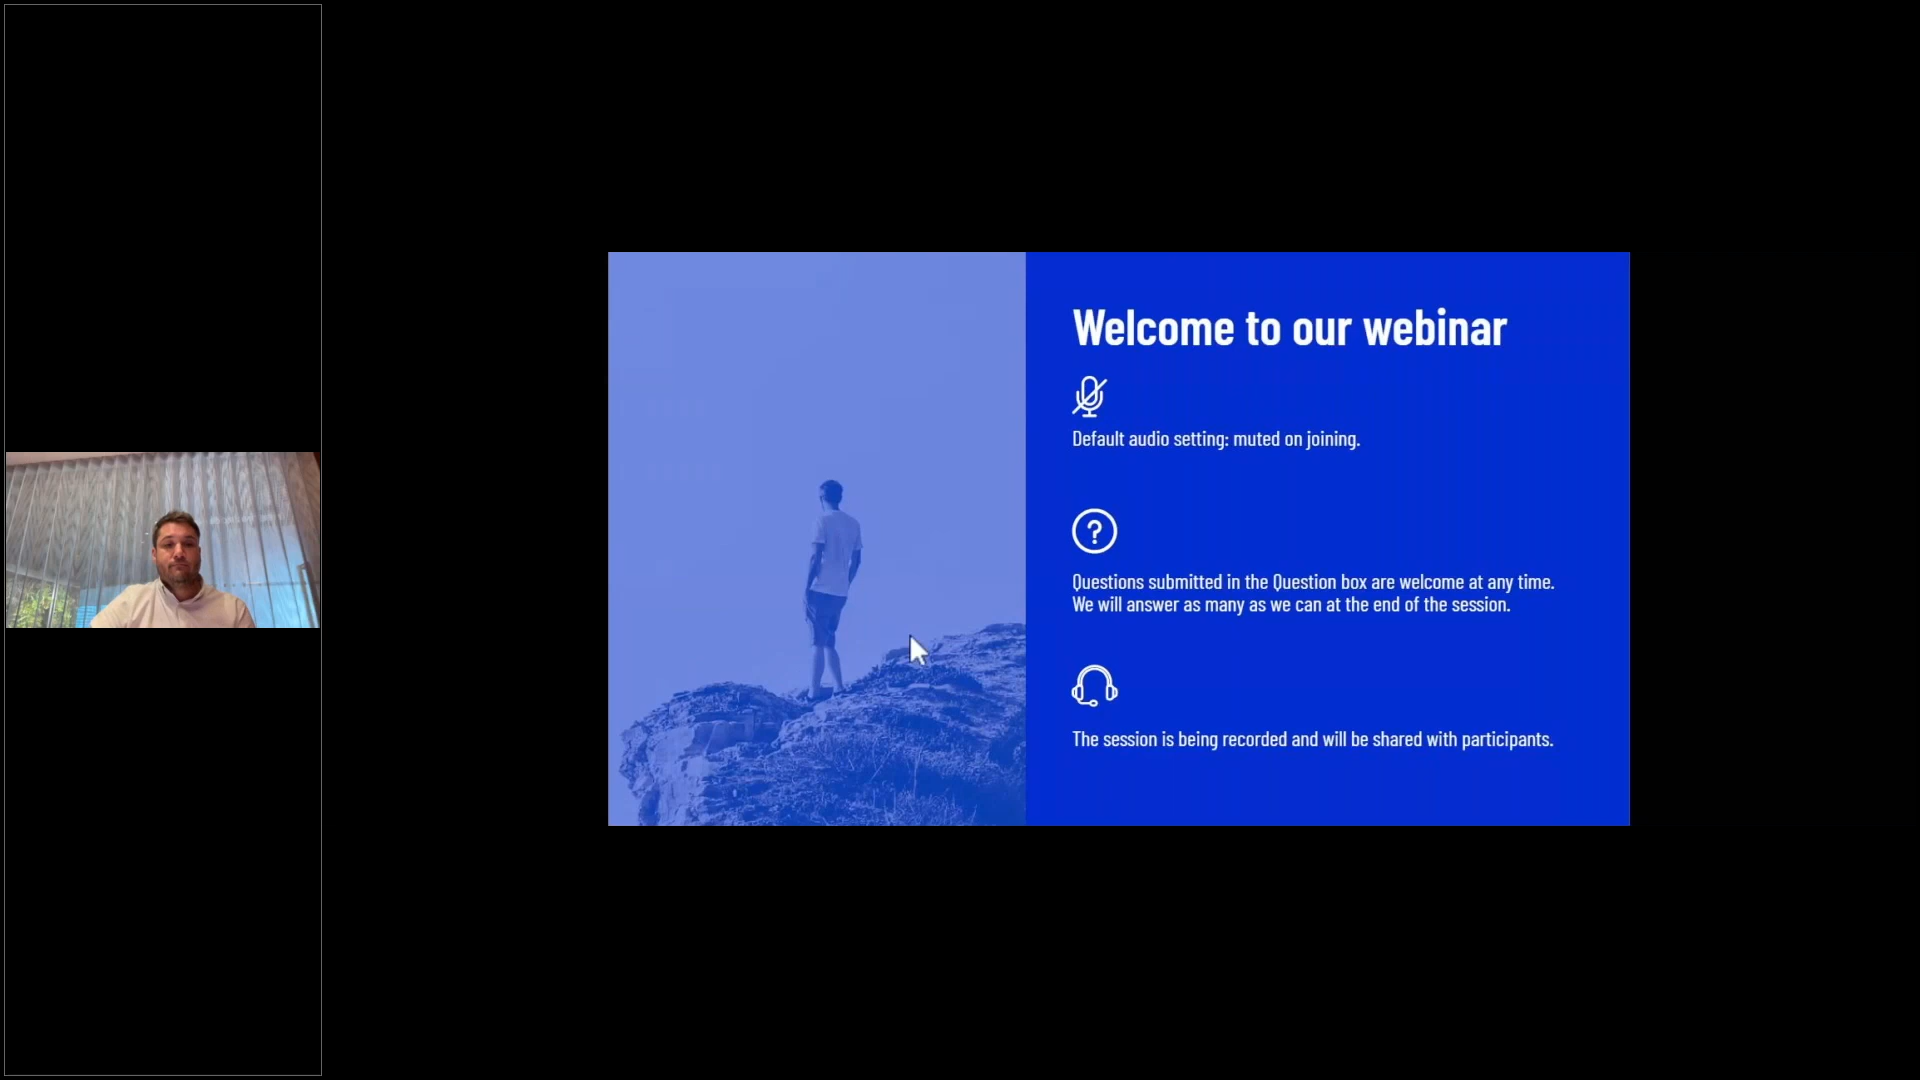 Welcome to our webinar
Default audio setting: muted on joining.
?
Questions submitted in the Question box are welcome at any time.
We will answer as many as we can at the end of the session.
The session is being recorded and will be shared with participants.